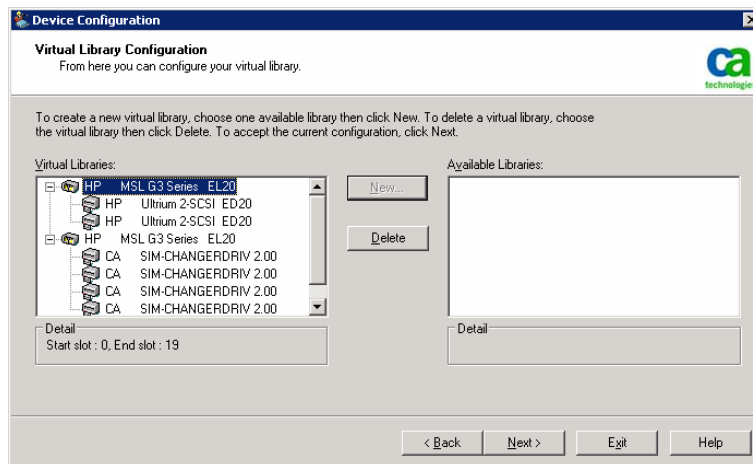 Device Configuration
Virtual Library Configuration
From here you can configure your virtual library.
ca
technologies
To create a new virtual library, choose one available library then click New. To delete a virtual library, choose
the virtual library then click Delete. To accept the current configuration, click Next.
Virtual Libraries:
HP MSL G3 Series EL20
HP Ultrium 2-SCSI ED20
HP Ultrium 2-SCSI ED20
HP MSL G3 Series EL20
CA SIM-CHANGERDRIV 2.00
CA SIM-CHANGERDRIV 2.00
CA SIM-CHANGERDRIV 2.00
CA SIM-CHANGERDRIV 2.00
Detail
Start slot : 0, End slot : 19
New...
Delete
Available Libraries:
Detail
< Back
Next >
Exit
Help